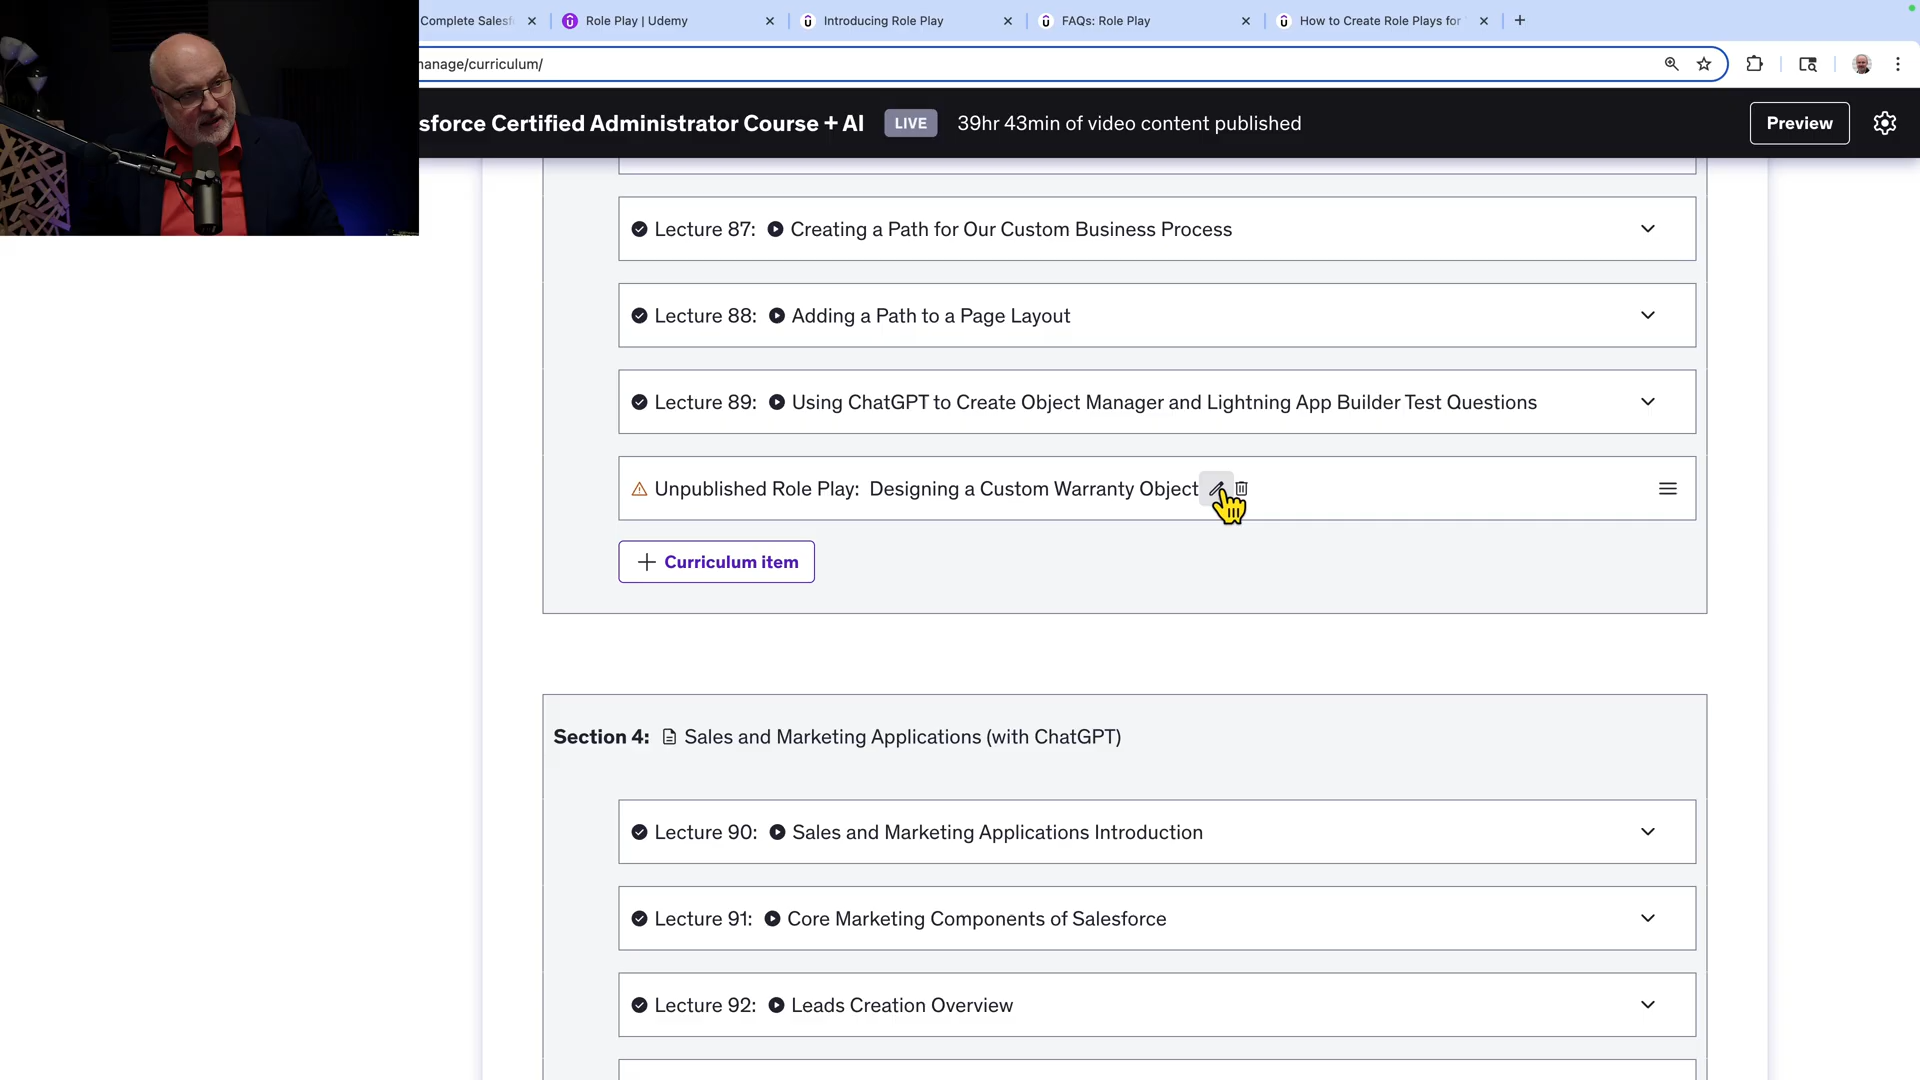 Complete Salesf
Role Play | Udemy
Introducing Role Play
FAQs: Role Play
How to Create Role Plays for
manage/curriculum/
sforce Certified Administrator Course + AI
LIVE
39hr 43min of video content published
Preview
Lecture 87: Creating a Path for Our Custom Business Process
Lecture 88: Adding a Path to a Page Layout
Lecture 89: Using ChatGPT to Create Object Manager and Lightning App Builder Test Questions
Unpublished Role Play: Designing a Custom Warranty Object
+ Curriculum item
Section 4: Sales and Marketing Applications (with ChatGPT)
Lecture 90: Sales and Marketing Applications Introduction
Lecture 91: Core Marketing Components of Salesforce
Lecture 92: Leads Creation Overview